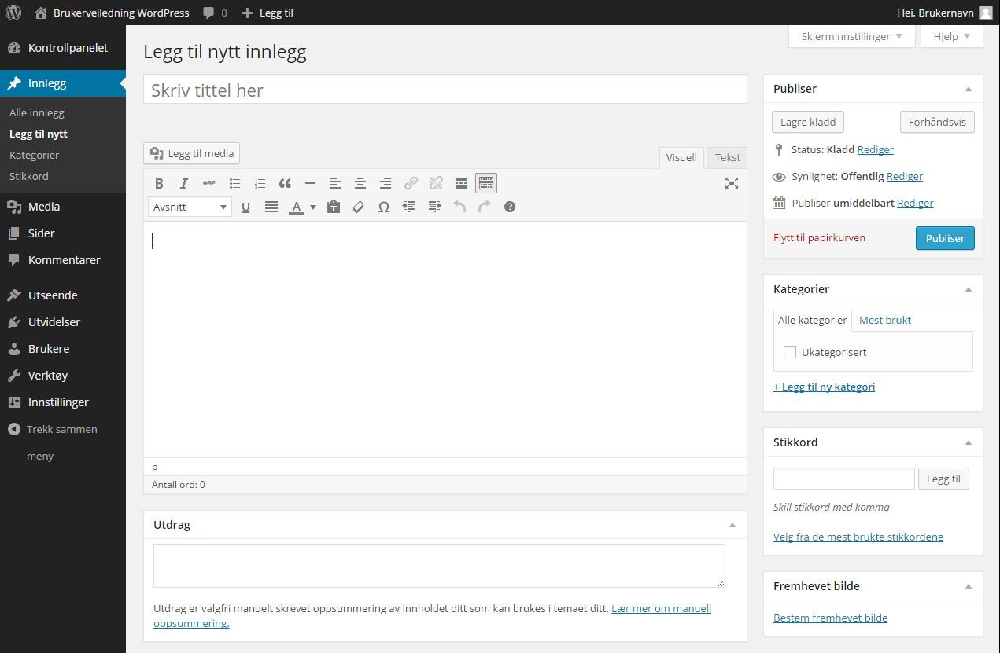 Brukerveiledning WordPress 0 Legg til
Hei, Brukernavn
Kontrollpanelet
Innlegg
Alle innlegg
Legg til nytt
Kategorier
Stikkord
Media
Sider
Kommentarer
Utseende
Utvidelser
Brukere
Verktøy
Innstillinger
Trekk sammen
meny
Skjerminnstillinger Hjelp
Legg til nytt innlegg
Skriv tittel her
Legg til media
Visuell Tekst
B I ABC
Avsnitt U A Ω ?
p
Antall ord: 0
Utdrag
Utdrag er valgfri manuelt skrevet oppsummering av innholdet ditt som kan brukes i temaet ditt. Lær mer om manuell
oppsummering.
Publiser
Lagre kladd Forhåndsvis
Status: Kladd Rediger
Synlighet: Offentlig Rediger
Publiser umiddelbart Rediger
Flytt til papirkurven Publiser
Kategorier
Alle kategorier Mest brukt
Ukategorisert
+ Legg til ny kategori
Stikkord
Legg til
Skill stikkord med komma
Velg fra de mest brukte stikkordene
Fremhevet bilde
Bestem fremhevet bilde